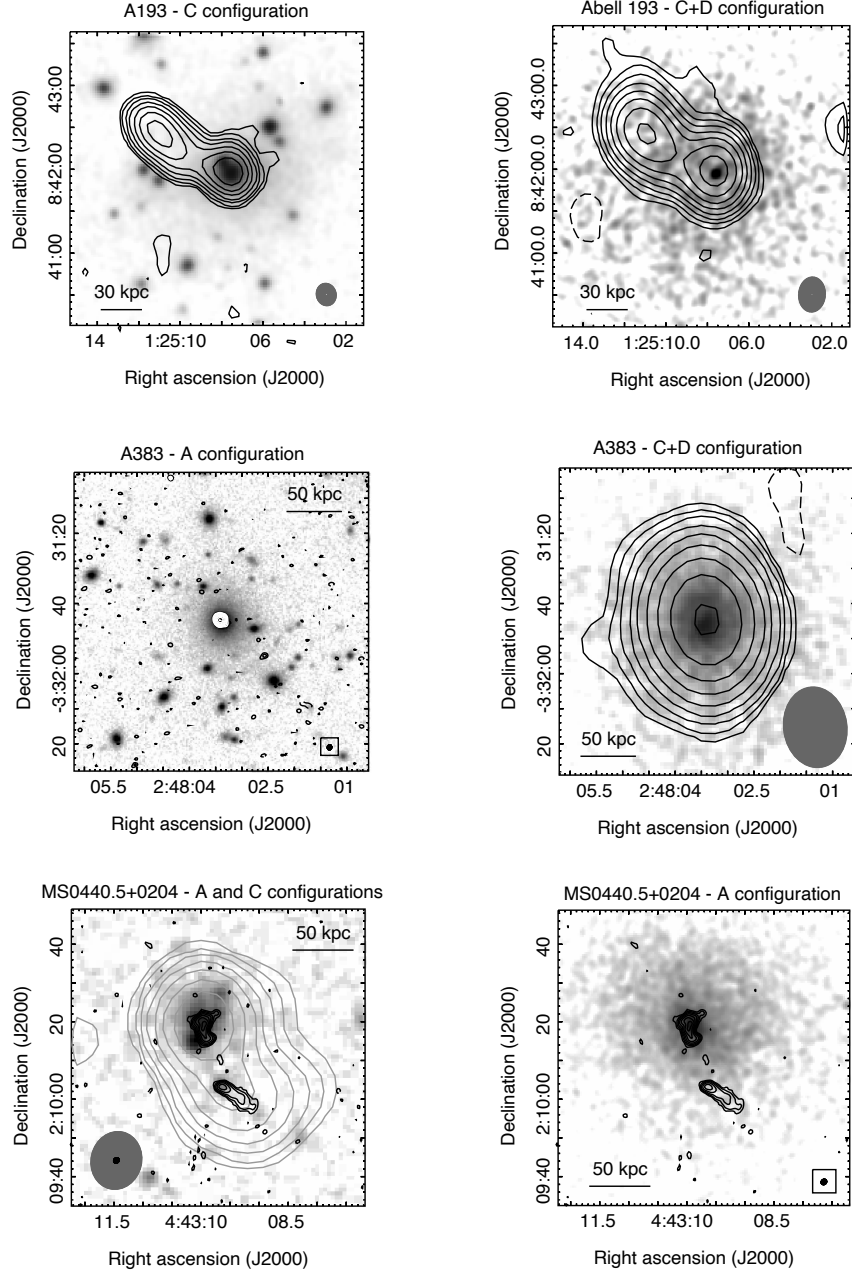 A193 - C configuration
Declination (J2000)
43:00
8:42:00
41:00
30 kpc
14 1:25:10 06 02
Right ascension (J2000)
Abell 193 - C+D configuration
Declination (J2000)
43:00.0
8:42:00.0
41:00.0
30 kpc
14.0 1:25:10.0 06.0 02.0
Right ascension (J2000)
A383 - A configuration
50 kpc
Declination (J2000)
31:20
40
-3:32:00
20
05.5 2:48:04 02.5 01
Right ascension (J2000)
A383 - C+D configuration
Declination (J2000)
31:20
40
-3:32:00
20
50 kpc
05.5 2:48:04 02.5 01
Right ascension (J2000)
MS0440.5+0204 - A and C configurations
50 kpc
Declination (J2000)
40
20
2:10:00
09:40
11.5 4:43:10 08.5
Right ascension (J2000)
MS0440.5+0204 - A configuration
Declination (J2000)
40
20
2:10:00
09:40
50 kpc
11.5 4:43:10 08.5
Right ascension (J2000)